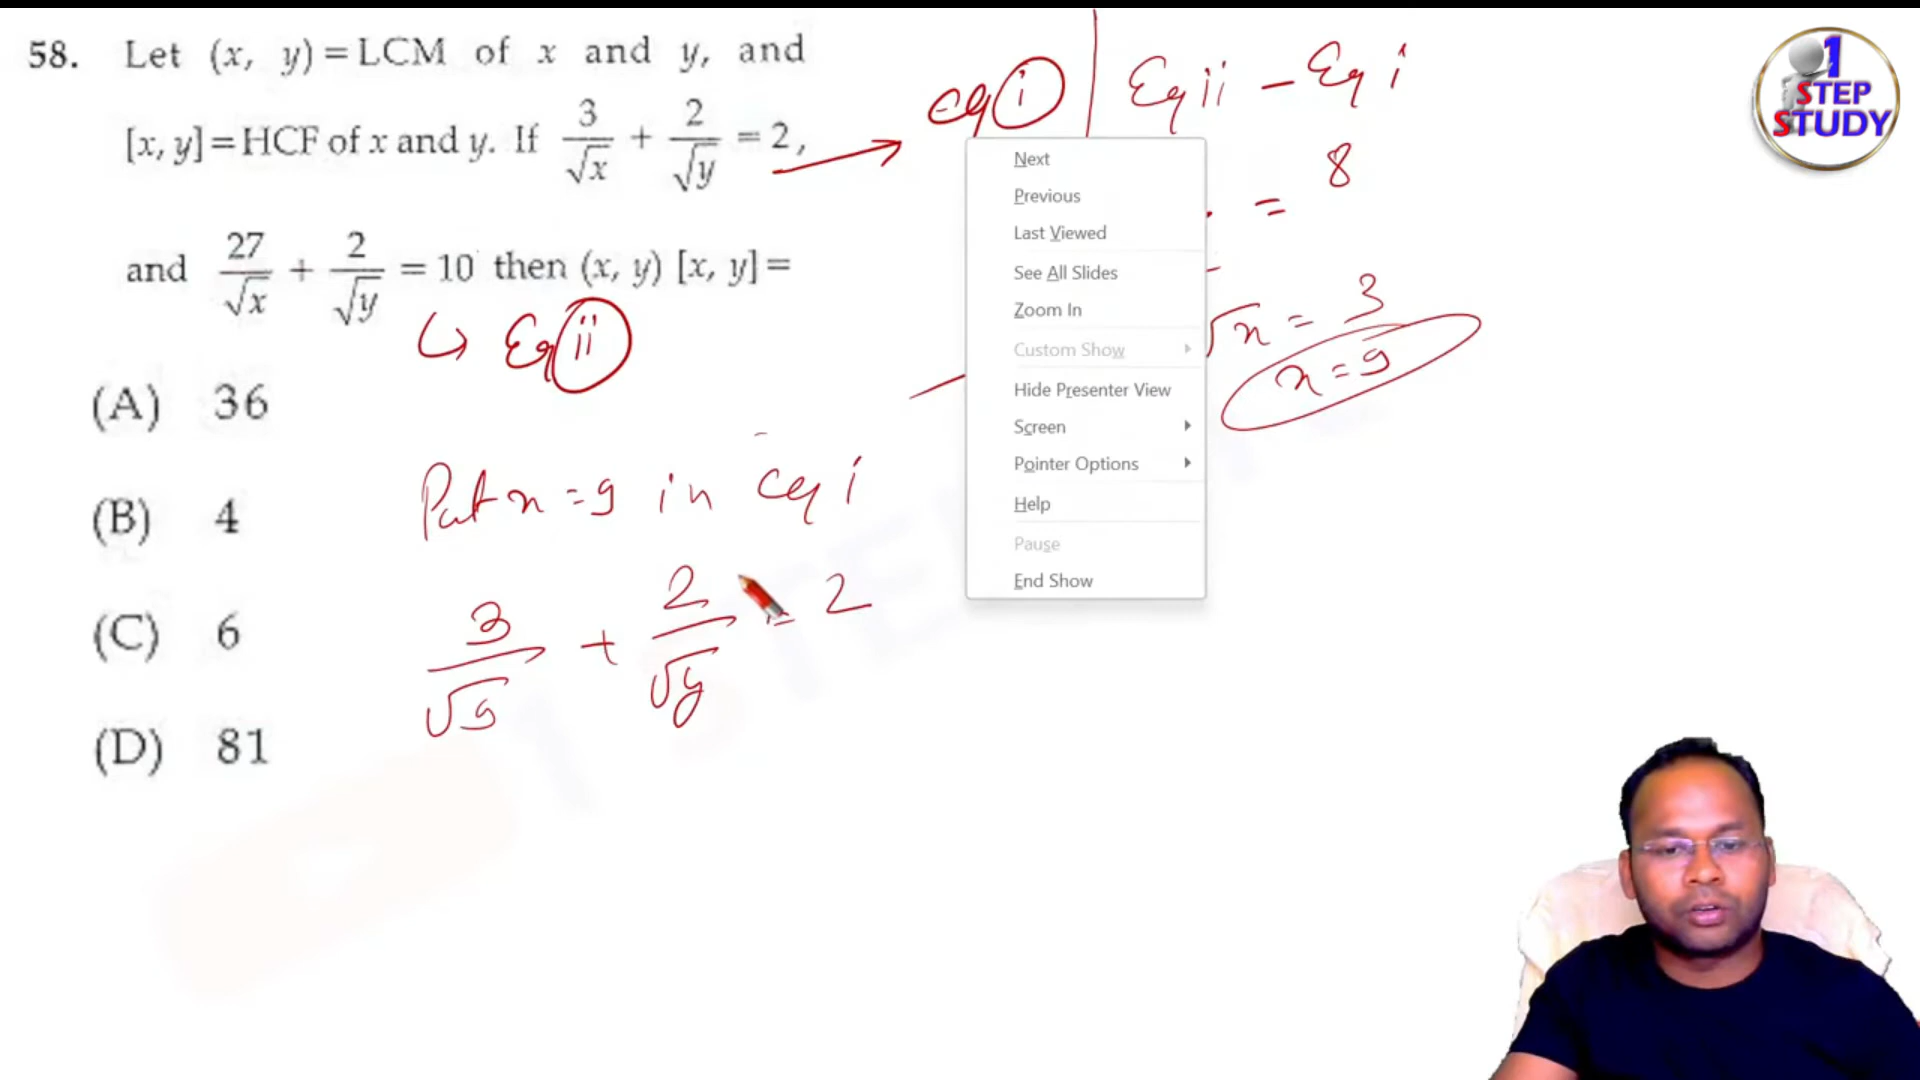 58. Let (x, y) = LCM of x and y, and
[x, y] = HCF of x and y. If 3/√x + 2/√y = 2,
and 27/√x + 2/√y = 10 then (x, y) [x, y] =
(A) 36
(B) 4
(C) 6
(D) 81
eq i
Eq ii
Eq ii - Eq i
= 8
√x = 3
x = 9
Put x = 9 in eq i
3/√9 + 2/√y = 2
Next
Previous
Last Viewed
See All Slides
Zoom In
Custom Show
Hide Presenter View
Screen
Pointer Options
Help
Pause
End Show
1
STEP
STUDY